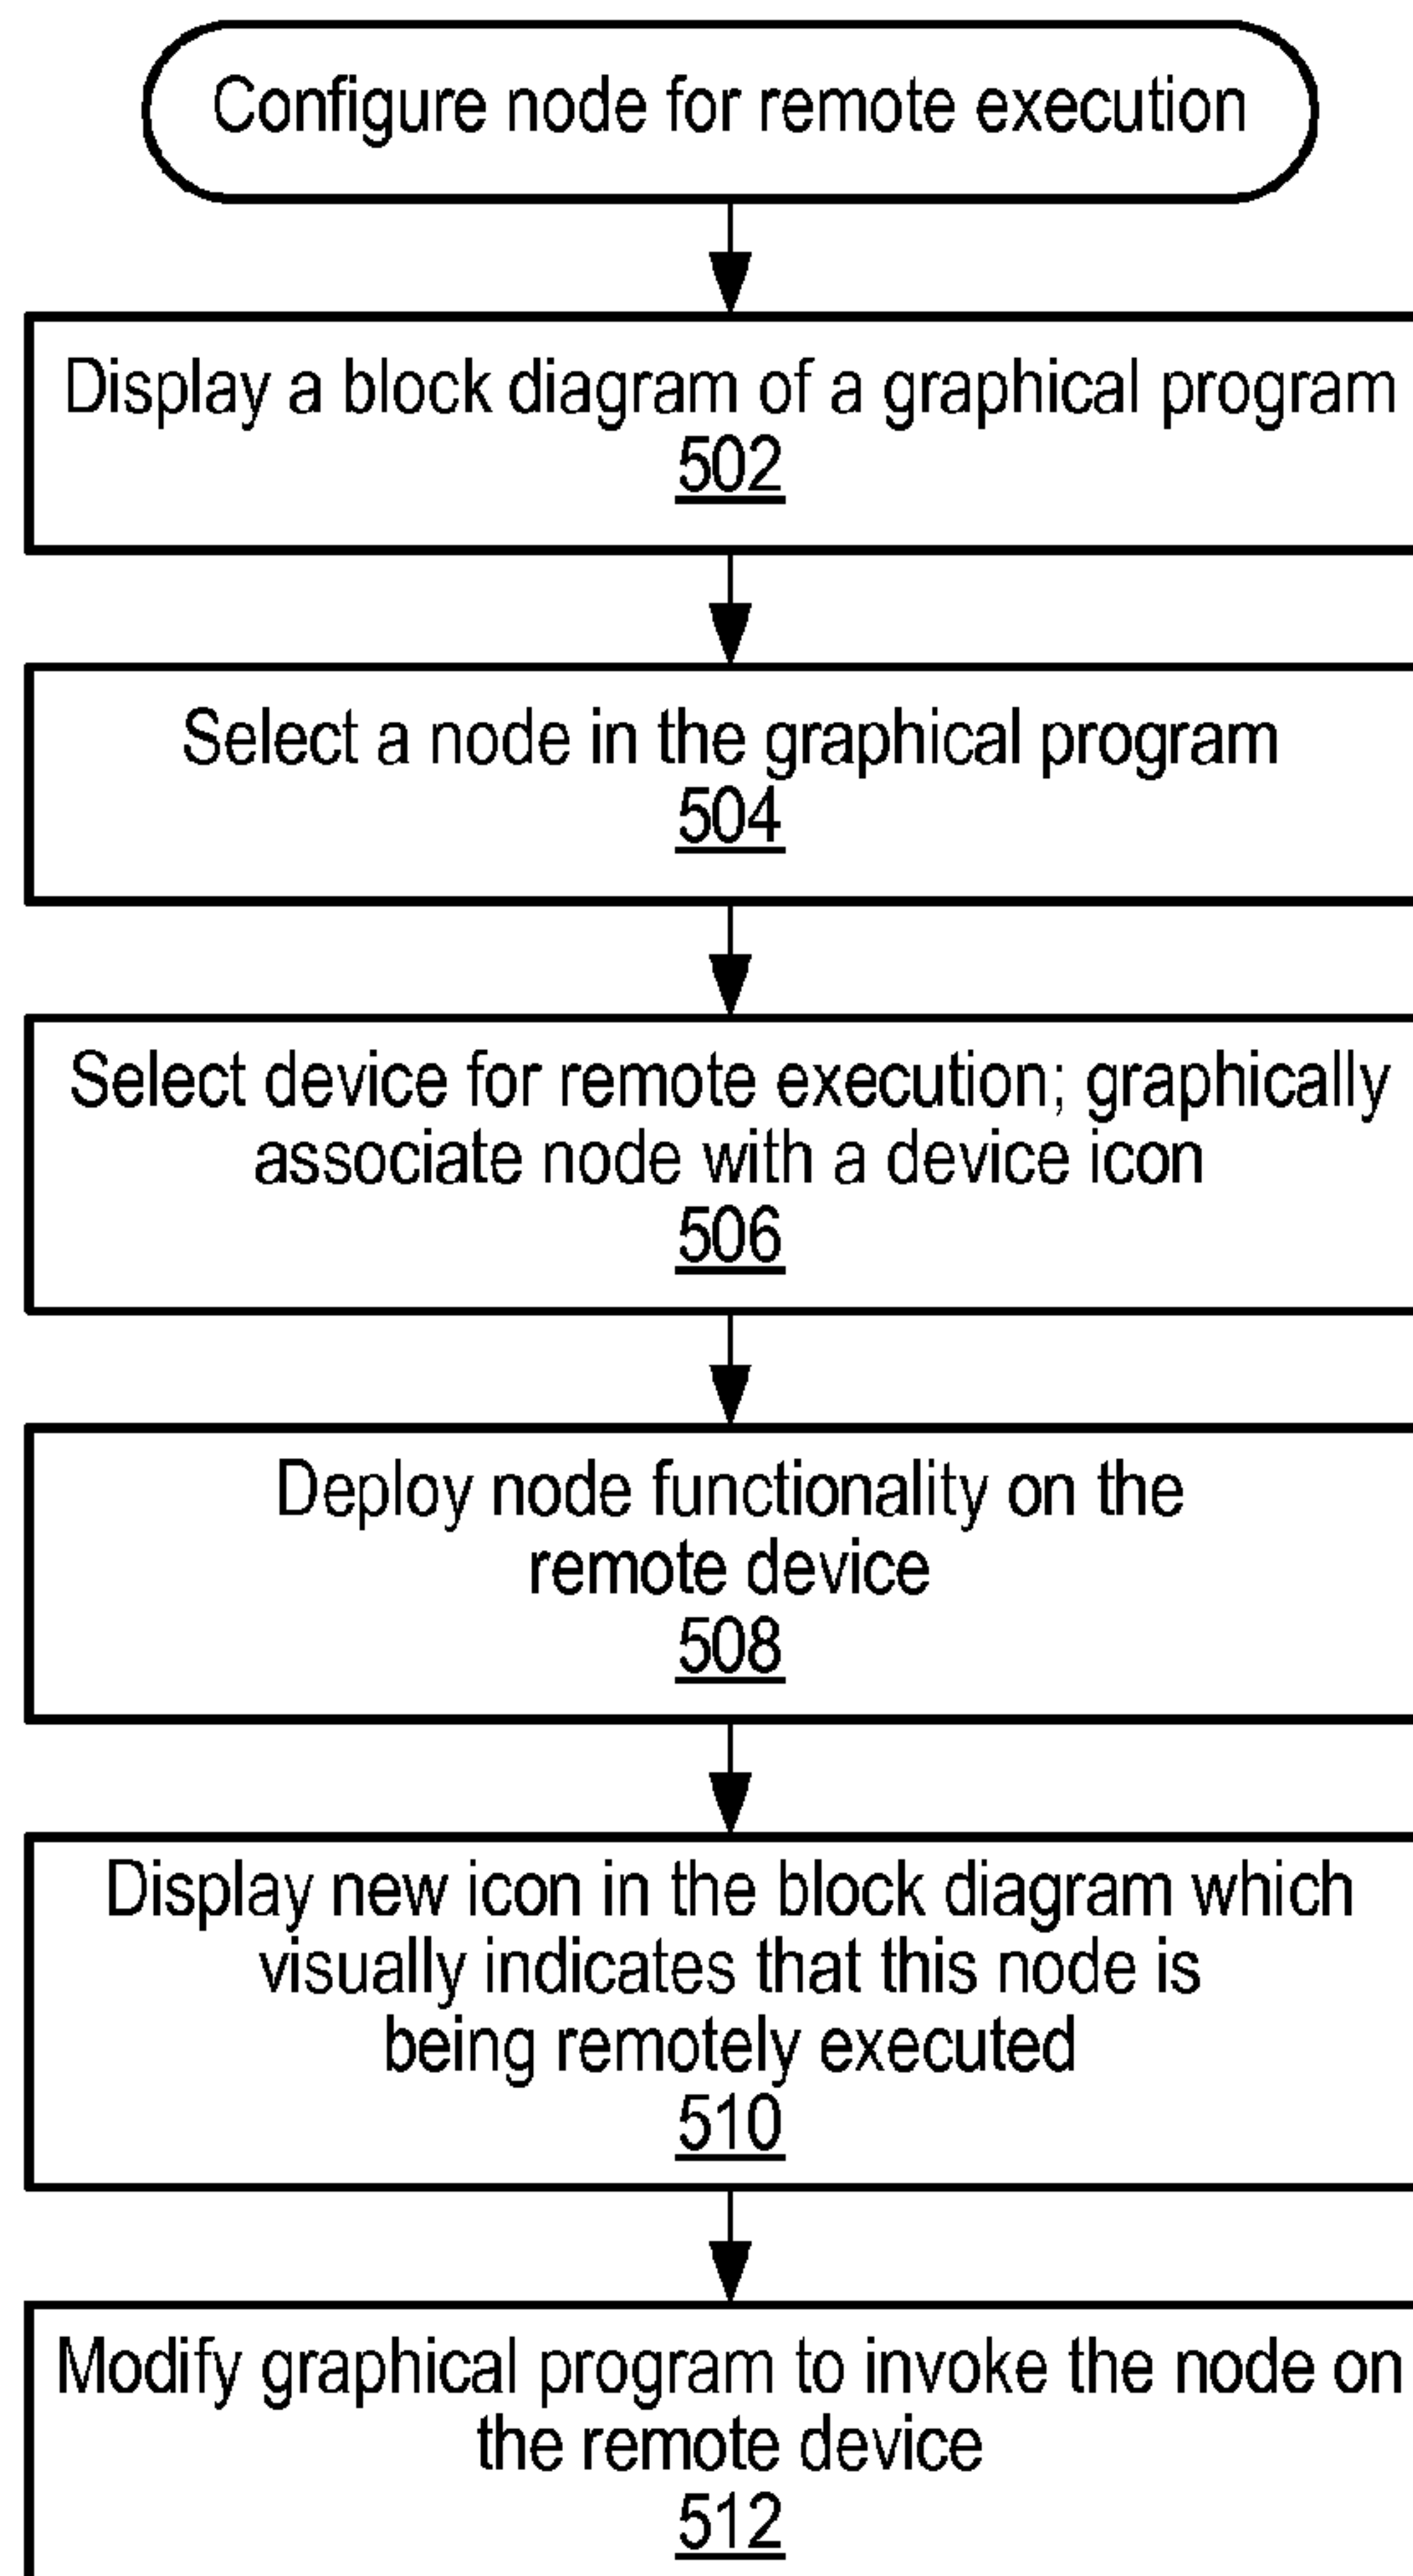 Configure node for remote execution
Display a block diagram of a graphical program
502
Select a node in the graphical program
504
Select device for remote execution; graphically
associate node with a device icon
506
Deploy node functionality on the
remote device
508
Display new icon in the block diagram which
visually indicates that this node is
being remotely executed
510
Modify graphical program to invoke the node on
the remote device
512